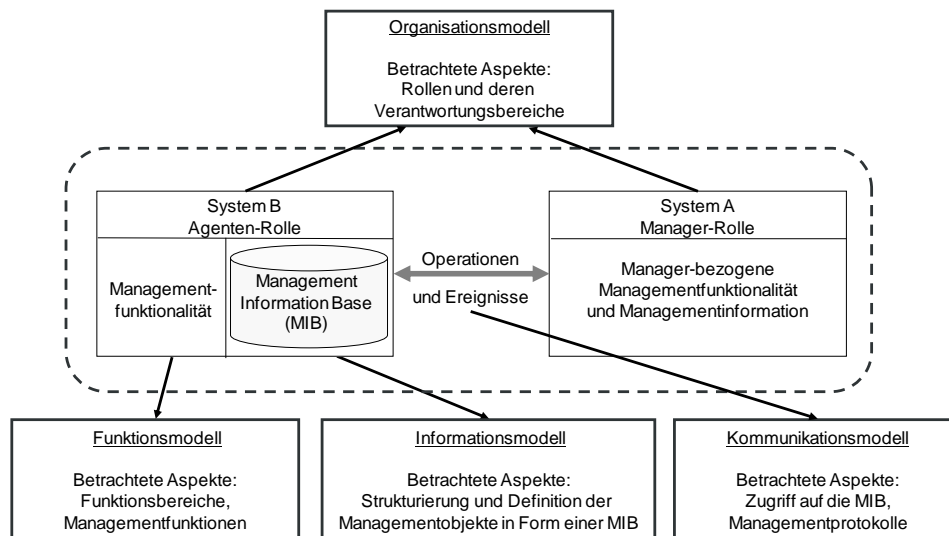 Organisationsmodell
Betrachtete Aspekte:
Rollen und deren
Verantwortungsbereiche
System B
Agenten-Rolle
Management-
funktionalität
Management
Information Base
(MIB)
Operationen
und Ereignisse
System A
Manager-Rolle
Manager-bezogene
Managementfunktionalität
und Managementinformation
Funktionsmodell
Betrachtete Aspekte:
Funktionsbereiche,
Managementfunktionen
Informationsmodell
Betrachtete Aspekte:
Strukturierung und Definition der
Managementobjekte in Form einer MIB
Kommunikationsmodell
Betrachtete Aspekte:
Zugriff auf die MIB,
Managementprotokolle